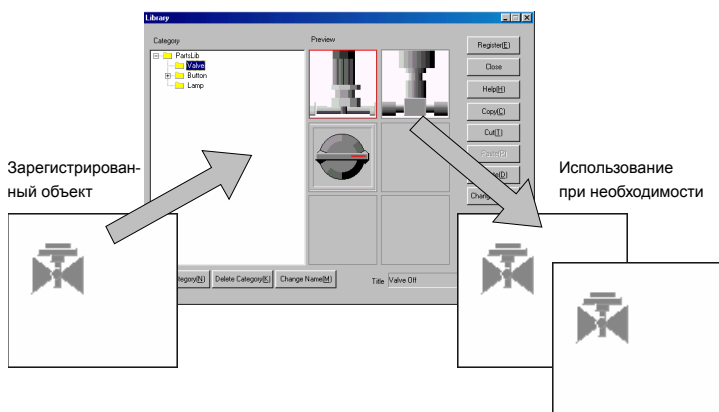 Library
Category
Preview
PartsLib
Valve
Button
Lamp
Register(E)
Close
Help(H)
Copy(C)
Cut(T)
Paste(P)
Зарегистрирован-
ный объект
Использование
при необходимости
Delete Category(K)
Change Name(M)
Title
Valve Off